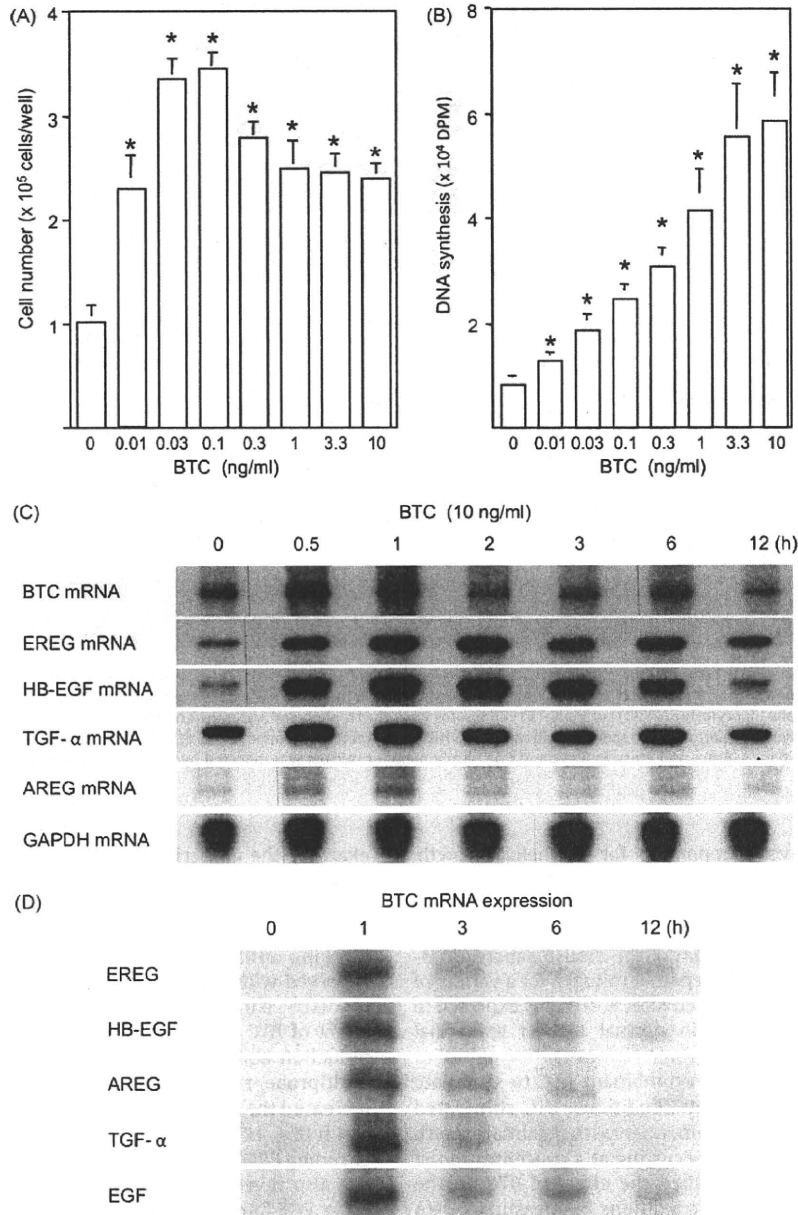 (A)
4
3
2
1
Cell number (x 10⁵ cells/well)
* * * * * * *
0 0.01 0.03 0.1 0.3 1 3.3 10
BTC (ng/ml)
(B)
8
6
4
2
DNA synthesis (x 10⁴ DPM)
* * * * * * *
0 0.01 0.03 0.1 0.3 1 3.3 10
BTC (ng/ml)
(C)
BTC (10 ng/ml)
0 0.5 1 2 3 6 12 (h)
BTC mRNA
EREG mRNA
HB-EGF mRNA
TGF- α mRNA
AREG mRNA
GAPDH mRNA
(D)
BTC mRNA expression
0 1 3 6 12 (h)
EREG
HB-EGF
AREG
TGF- α
EGF